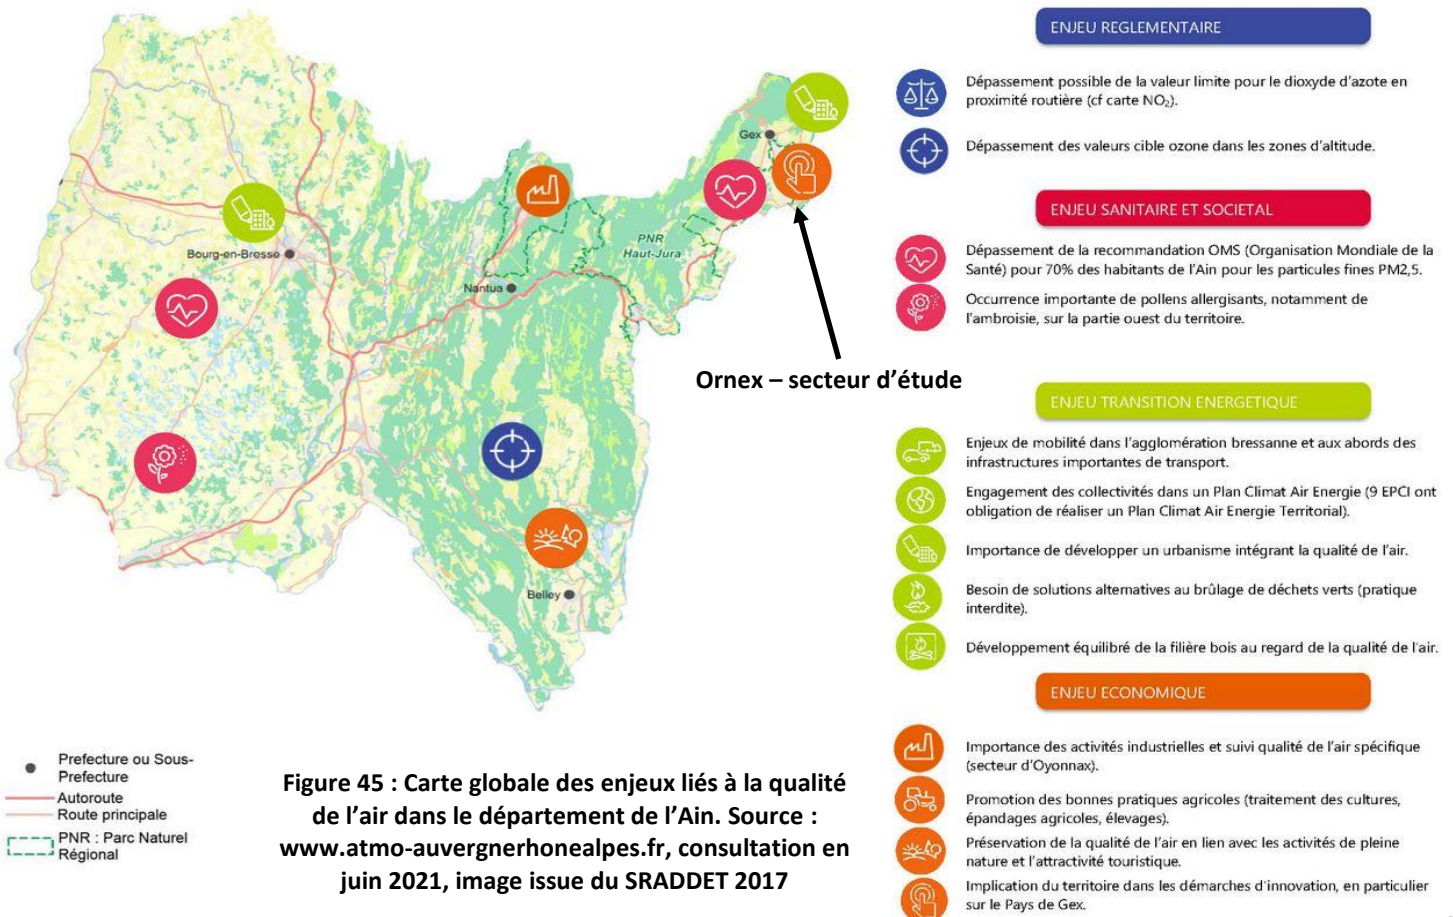 Gex
Bourg-en-Bresse
PNR
Haut-Jura
Nantua
Ornex – secteur d'étude
Belley
Prefecture ou Sous-
Prefecture
Autoroute
Route principale
PNR : Parc Naturel
Régional
Figure 45 : Carte globale des enjeux liés à la qualité
de l'air dans le département de l'Ain. Source :
www.atmo-auvergnerhonealpes.fr, consultation en
juin 2021, image issue du SRADDET 2017
ENJEU REGLEMENTAIRE
Dépassement possible de la valeur limite pour le dioxyde d'azote en
proximité routière (cf carte NO₂).
Dépassement des valeurs cible ozone dans les zones d'altitude.
ENJEU SANITAIRE ET SOCIETAL
Dépassement de la recommandation OMS (Organisation Mondiale de la
Santé) pour 70% des habitants de l'Ain pour les particules fines PM2,5.
Occurrence importante de pollens allergisants, notamment de
l'ambroisie, sur la partie ouest du territoire.
ENJEU TRANSITION ENERGETIQUE
Enjeux de mobilité dans l'agglomération bressanne et aux abords des
infrastructures importantes de transport.
Engagement des collectivités dans un Plan Climat Air Energie (9 EPCI ont
obligation de réaliser un Plan Climat Air Energie Territorial).
Importance de développer un urbanisme intégrant la qualité de l'air.
Besoin de solutions alternatives au brûlage de déchets verts (pratique
interdite).
Développement équilibré de la filière bois au regard de la qualité de l'air.
ENJEU ECONOMIQUE
Importance des activités industrielles et suivi qualité de l'air spécifique
(secteur d'Oyonnax).
Promotion des bonnes pratiques agricoles (traitement des cultures,
épandages agricoles, élevages).
Préservation de la qualité de l'air en lien avec les activités de pleine
nature et l'attractivité touristique.
Implication du territoire dans les démarches d'innovation, en particulier
sur le Pays de Gex.